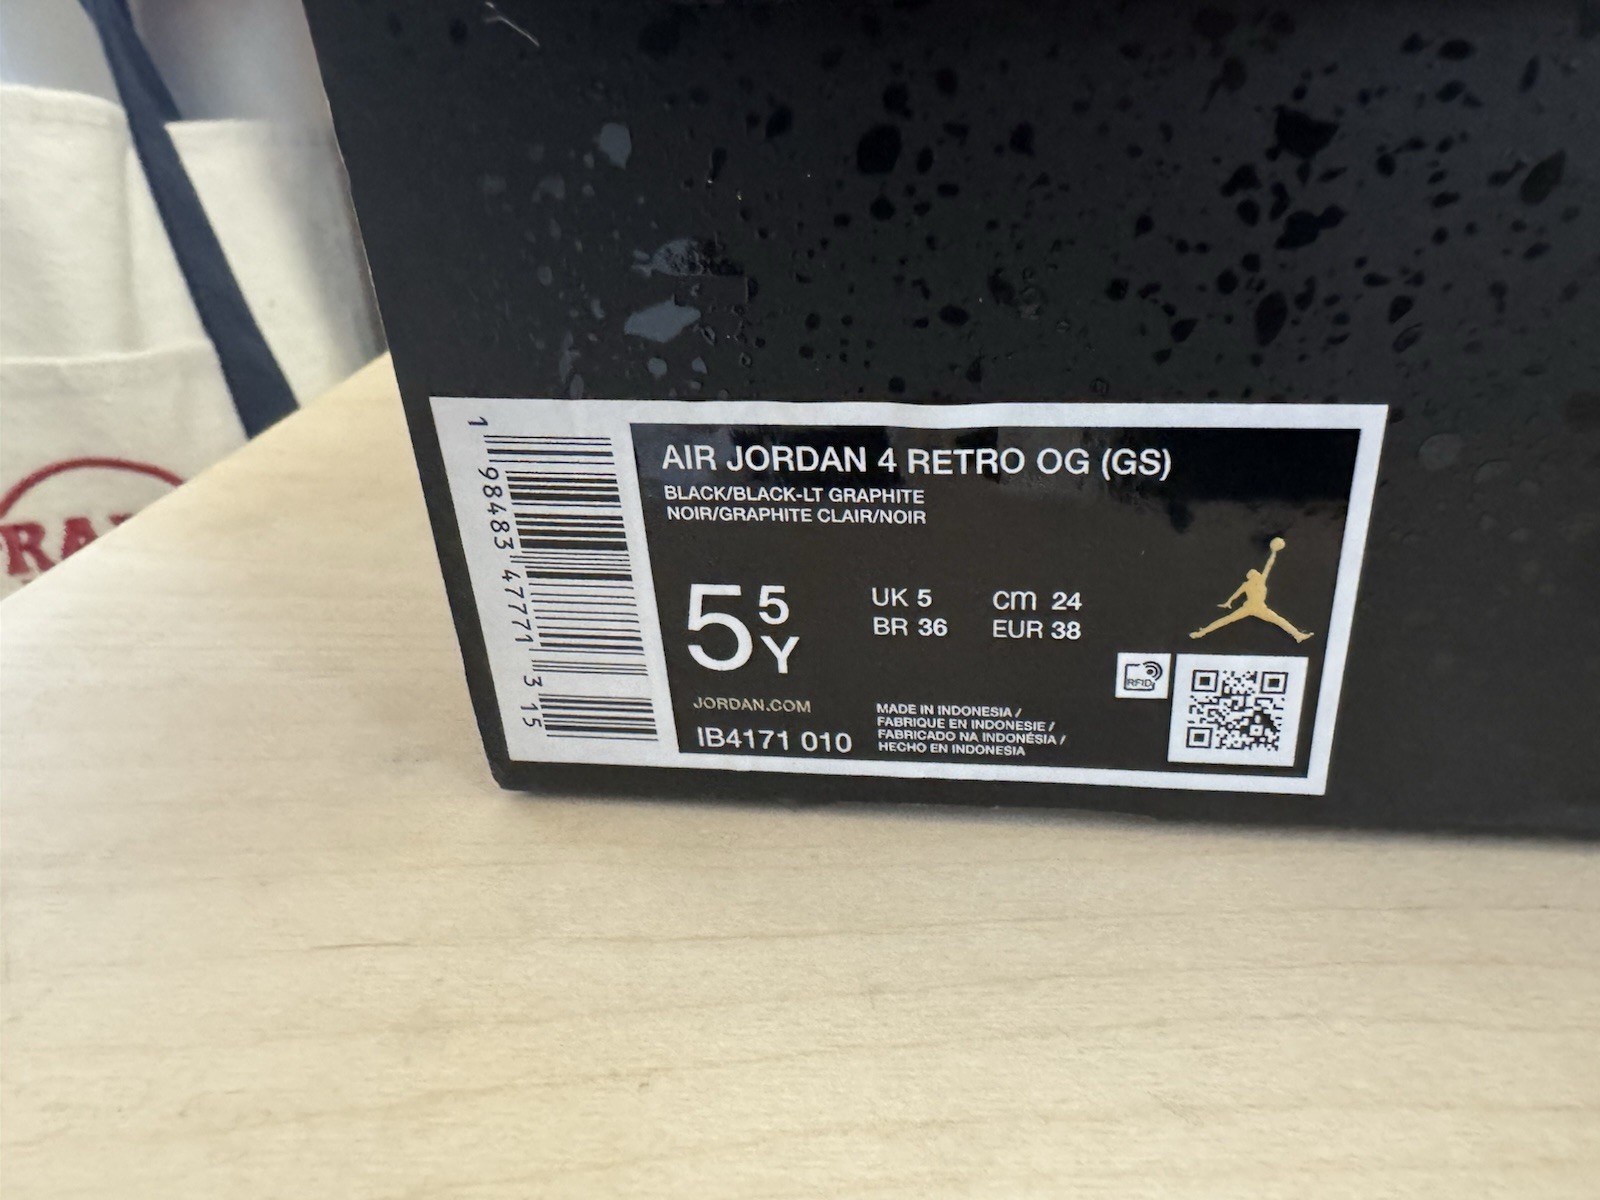 AIR JORDAN 4 RETRO OG (GS)
BLACK/BLACK-LT GRAPHITE
NOIR/GRAPHITE CLAIR/NOIR
5 5 Y
UK 5 cm 24
BR 36 EUR 38
RFID
JORDAN.COM
IB4171 010
MADE IN INDONESIA /
FABRIQUE EN INDONESIE /
FABRICADO NA INDONÉSIA /
HECHO EN INDONESIA
1 98483 47771 3 15